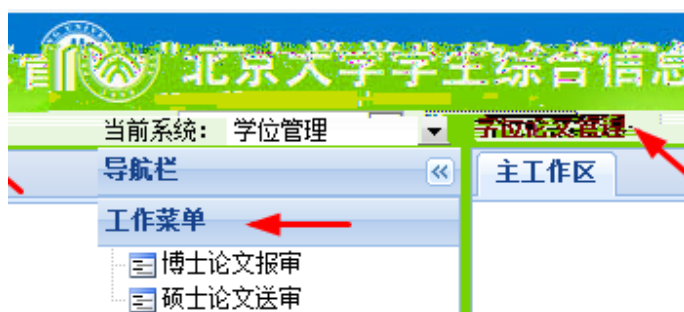 北京大学学生综合信息
当前系统： 学位管理 学位论文管理
导航栏
主工作区
工作菜单
博士论文报审
硕士论文送审